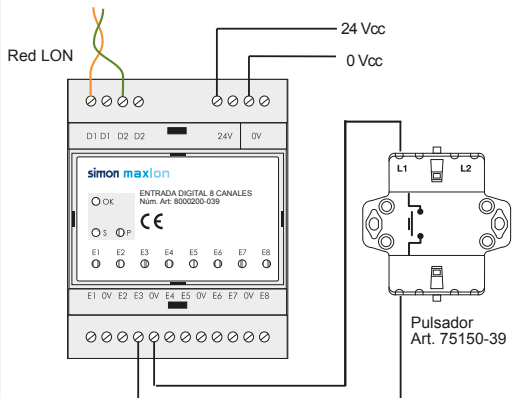 24 Vcc
Red LON
0 Vcc
D1 D1 D2 D2 24V 0V
simon maxlon
ENTRADA DIGITAL 8 CANALES
Núm. Art: 8000200-039
OK
CE
S P
E1 E2 E3 E4 E5 E6 E7 E8
E1 0V E2 E3 0V E4 E5 0V E6 E7 0V E8
L1 L2
Pulsador
Art. 75150-39